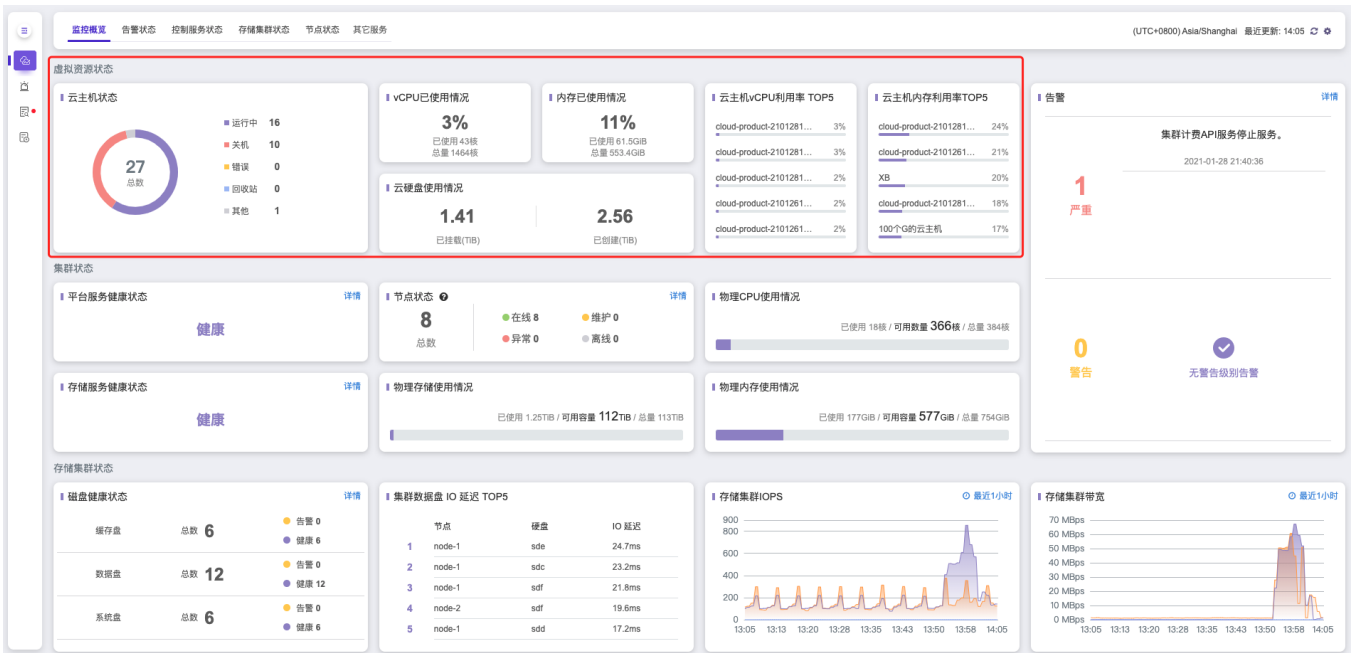 监控概览 告警状态 控制服务状态 存储集群状态 节点状态 其它服务
(UTC+0800) Asia/Shanghai 最近更新: 14:05
虚拟资源状态
云主机状态
27
总数
运行中 16
关机 10
错误 0
回收站 0
其他 1
vCPU已使用情况
3%
已使用 43核
总量 1464核
内存已使用情况
11%
已使用 61.5GiB
总量 553.4GiB
云硬盘使用情况
1.41
已挂载(TiB)
2.56
已创建(TiB)
云主机vCPU利用率 TOP5
cloud-product-2101281... 3%
cloud-product-2101281... 3%
cloud-product-2101281... 2%
cloud-product-2101261... 2%
cloud-product-2101261... 2%
云主机内存利用率TOP5
cloud-product-2101281... 24%
cloud-product-2101261... 21%
XB 20%
cloud-product-2101281... 18%
100个G的云主机 17%
告警 详情
1
严重
集群计费API服务停止服务。
2021-01-28 21:40:36
0
警告
无警告级别告警
集群状态
平台服务健康状态 详情
健康
节点状态 详情
8
总数
在线 8
维护 0
异常 0
离线 0
物理CPU使用情况
已使用 18核 / 可用数量 366核 / 总量 384核
存储服务健康状态 详情
健康
物理存储使用情况
已使用 1.25TiB / 可用容量 112TiB / 总量 113TiB
物理内存使用情况
已使用 177GiB / 可用容量 577GiB / 总量 754GiB
存储集群状态
磁盘健康状态 详情
缓存盘 总数 6
告警 0
健康 6
数据盘 总数 12
告警 0
健康 12
系统盘 总数 6
告警 0
健康 6
集群数据盘 IO 延迟 TOP5
节点 硬盘 IO 延迟
1 node-1 sde 24.7ms
2 node-1 sdc 23.2ms
3 node-1 sdf 21.8ms
4 node-2 sdf 19.6ms
5 node-1 sdd 17.2ms
存储集群IOPS 最近1小时
900
800
600
400
200
0
13:05 13:13 13:20 13:28 13:35 13:43 13:50 13:58 14:05
存储集群带宽 最近1小时
70 MBps
60 MBps
50 MBps
40 MBps
30 MBps
20 MBps
10 MBps
0 MBps
13:05 13:13 13:20 13:28 13:35 13:43 13:50 13:58 14:05